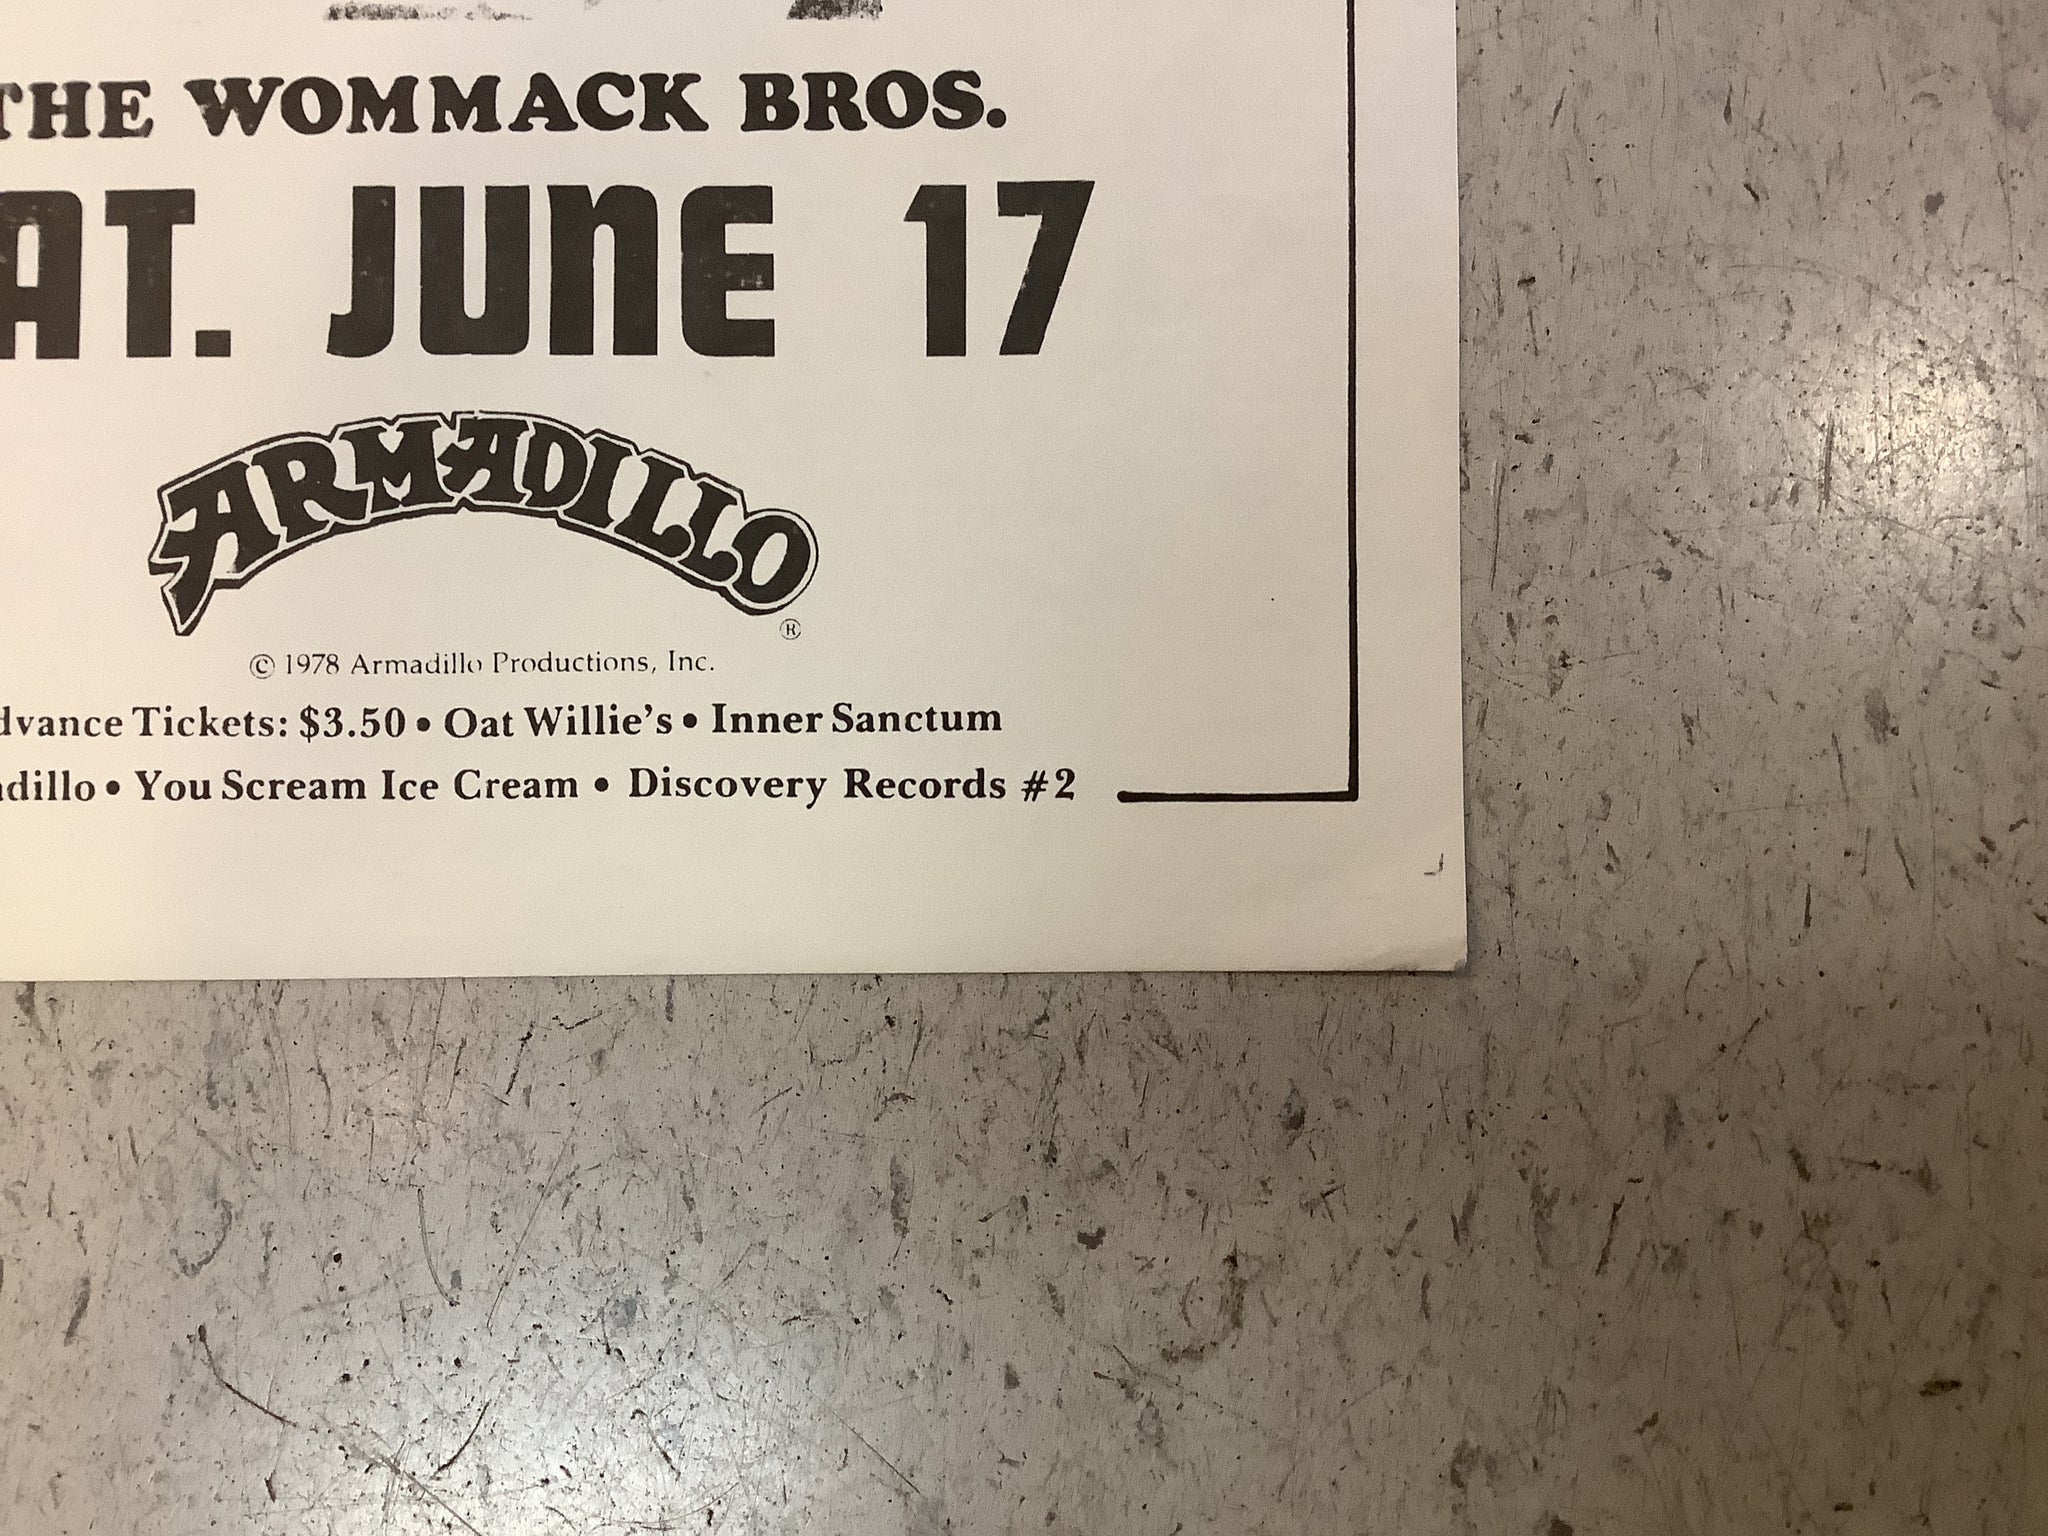 THE WOMMACK BROS.
AT. JUNE 17
ARMADILLO
®
© 1978 Armadillo Productions, Inc.
dvance Tickets: $3.50 • Oat Willie's • Inner Sanctum
adillo • You Scream Ice Cream • Discovery Records #2